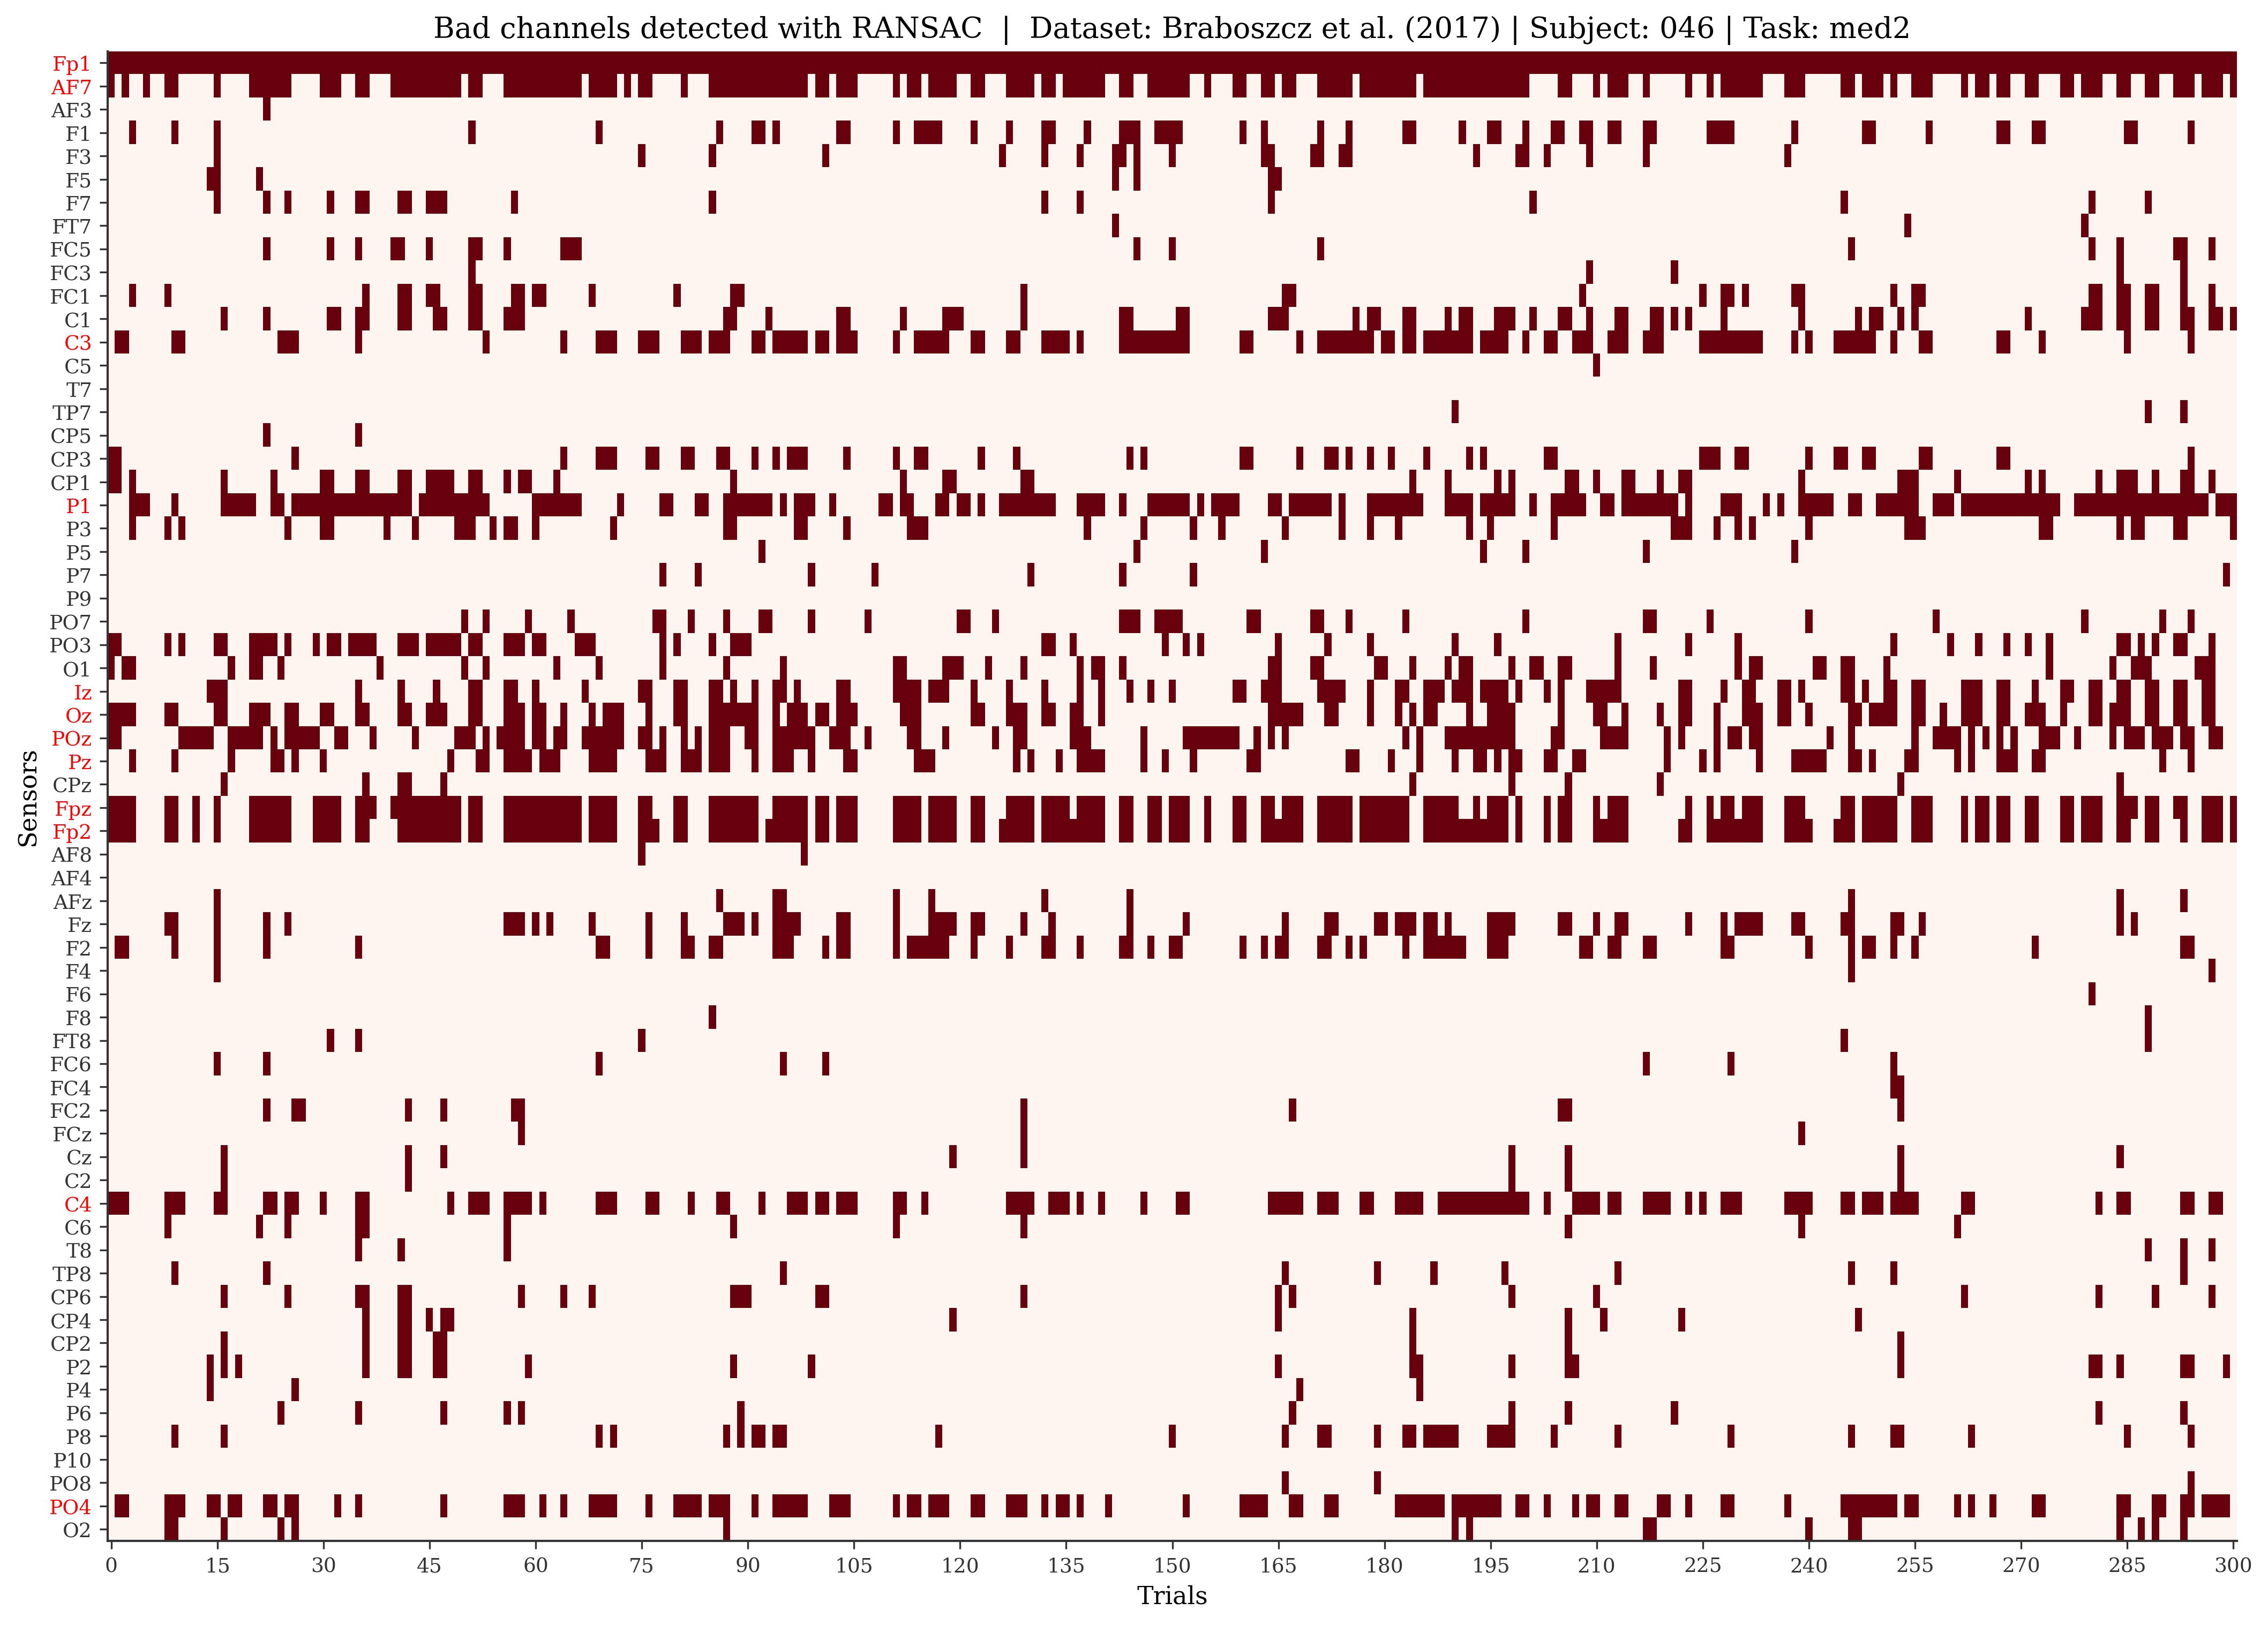 Bad channels detected with RANSAC | Dataset: Braboszcz et al. (2017) | Subject: 046 | Task: med2
Fp1
AF7
AF3
F1
F3
F5
F7
FT7
FC5
FC3
FC1
C1
C3
C5
T7
TP7
CP5
CP3
CP1
P1
P3
P5
P7
P9
PO7
PO3
O1
Iz
Oz
POz
Pz
CPz
Fpz
Fp2
AF8
AF4
AFz
Fz
F2
F4
F6
F8
FT8
FC6
FC4
FC2
FCz
Cz
C2
C4
C6
T8
TP8
CP6
CP4
CP2
P2
P4
P6
P8
P10
PO8
PO4
O2
Sensors
0 15 30 45 60 75 90 105 120 135 150 165 180 195 210 225 240 255 270 285 300
Trials